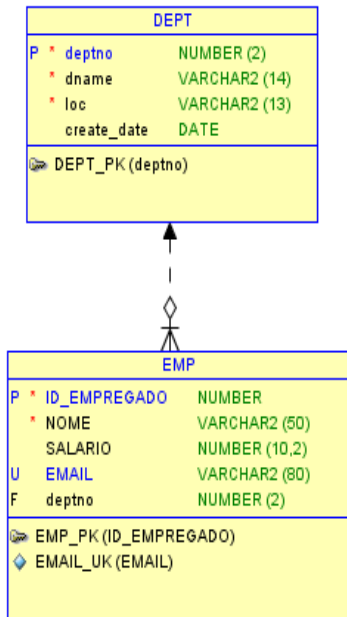 DEPT
P * deptno NUMBER (2)
* dname VARCHAR2 (14)
* loc VARCHAR2 (13)
create_date DATE
DEPT_PK (deptno)
EMP
P * ID_EMPREGADO NUMBER
* NOME VARCHAR2 (50)
SALARIO NUMBER (10,2)
U EMAIL VARCHAR2 (80)
F deptno NUMBER (2)
EMP_PK (ID_EMPREGADO)
EMAIL_UK (EMAIL)